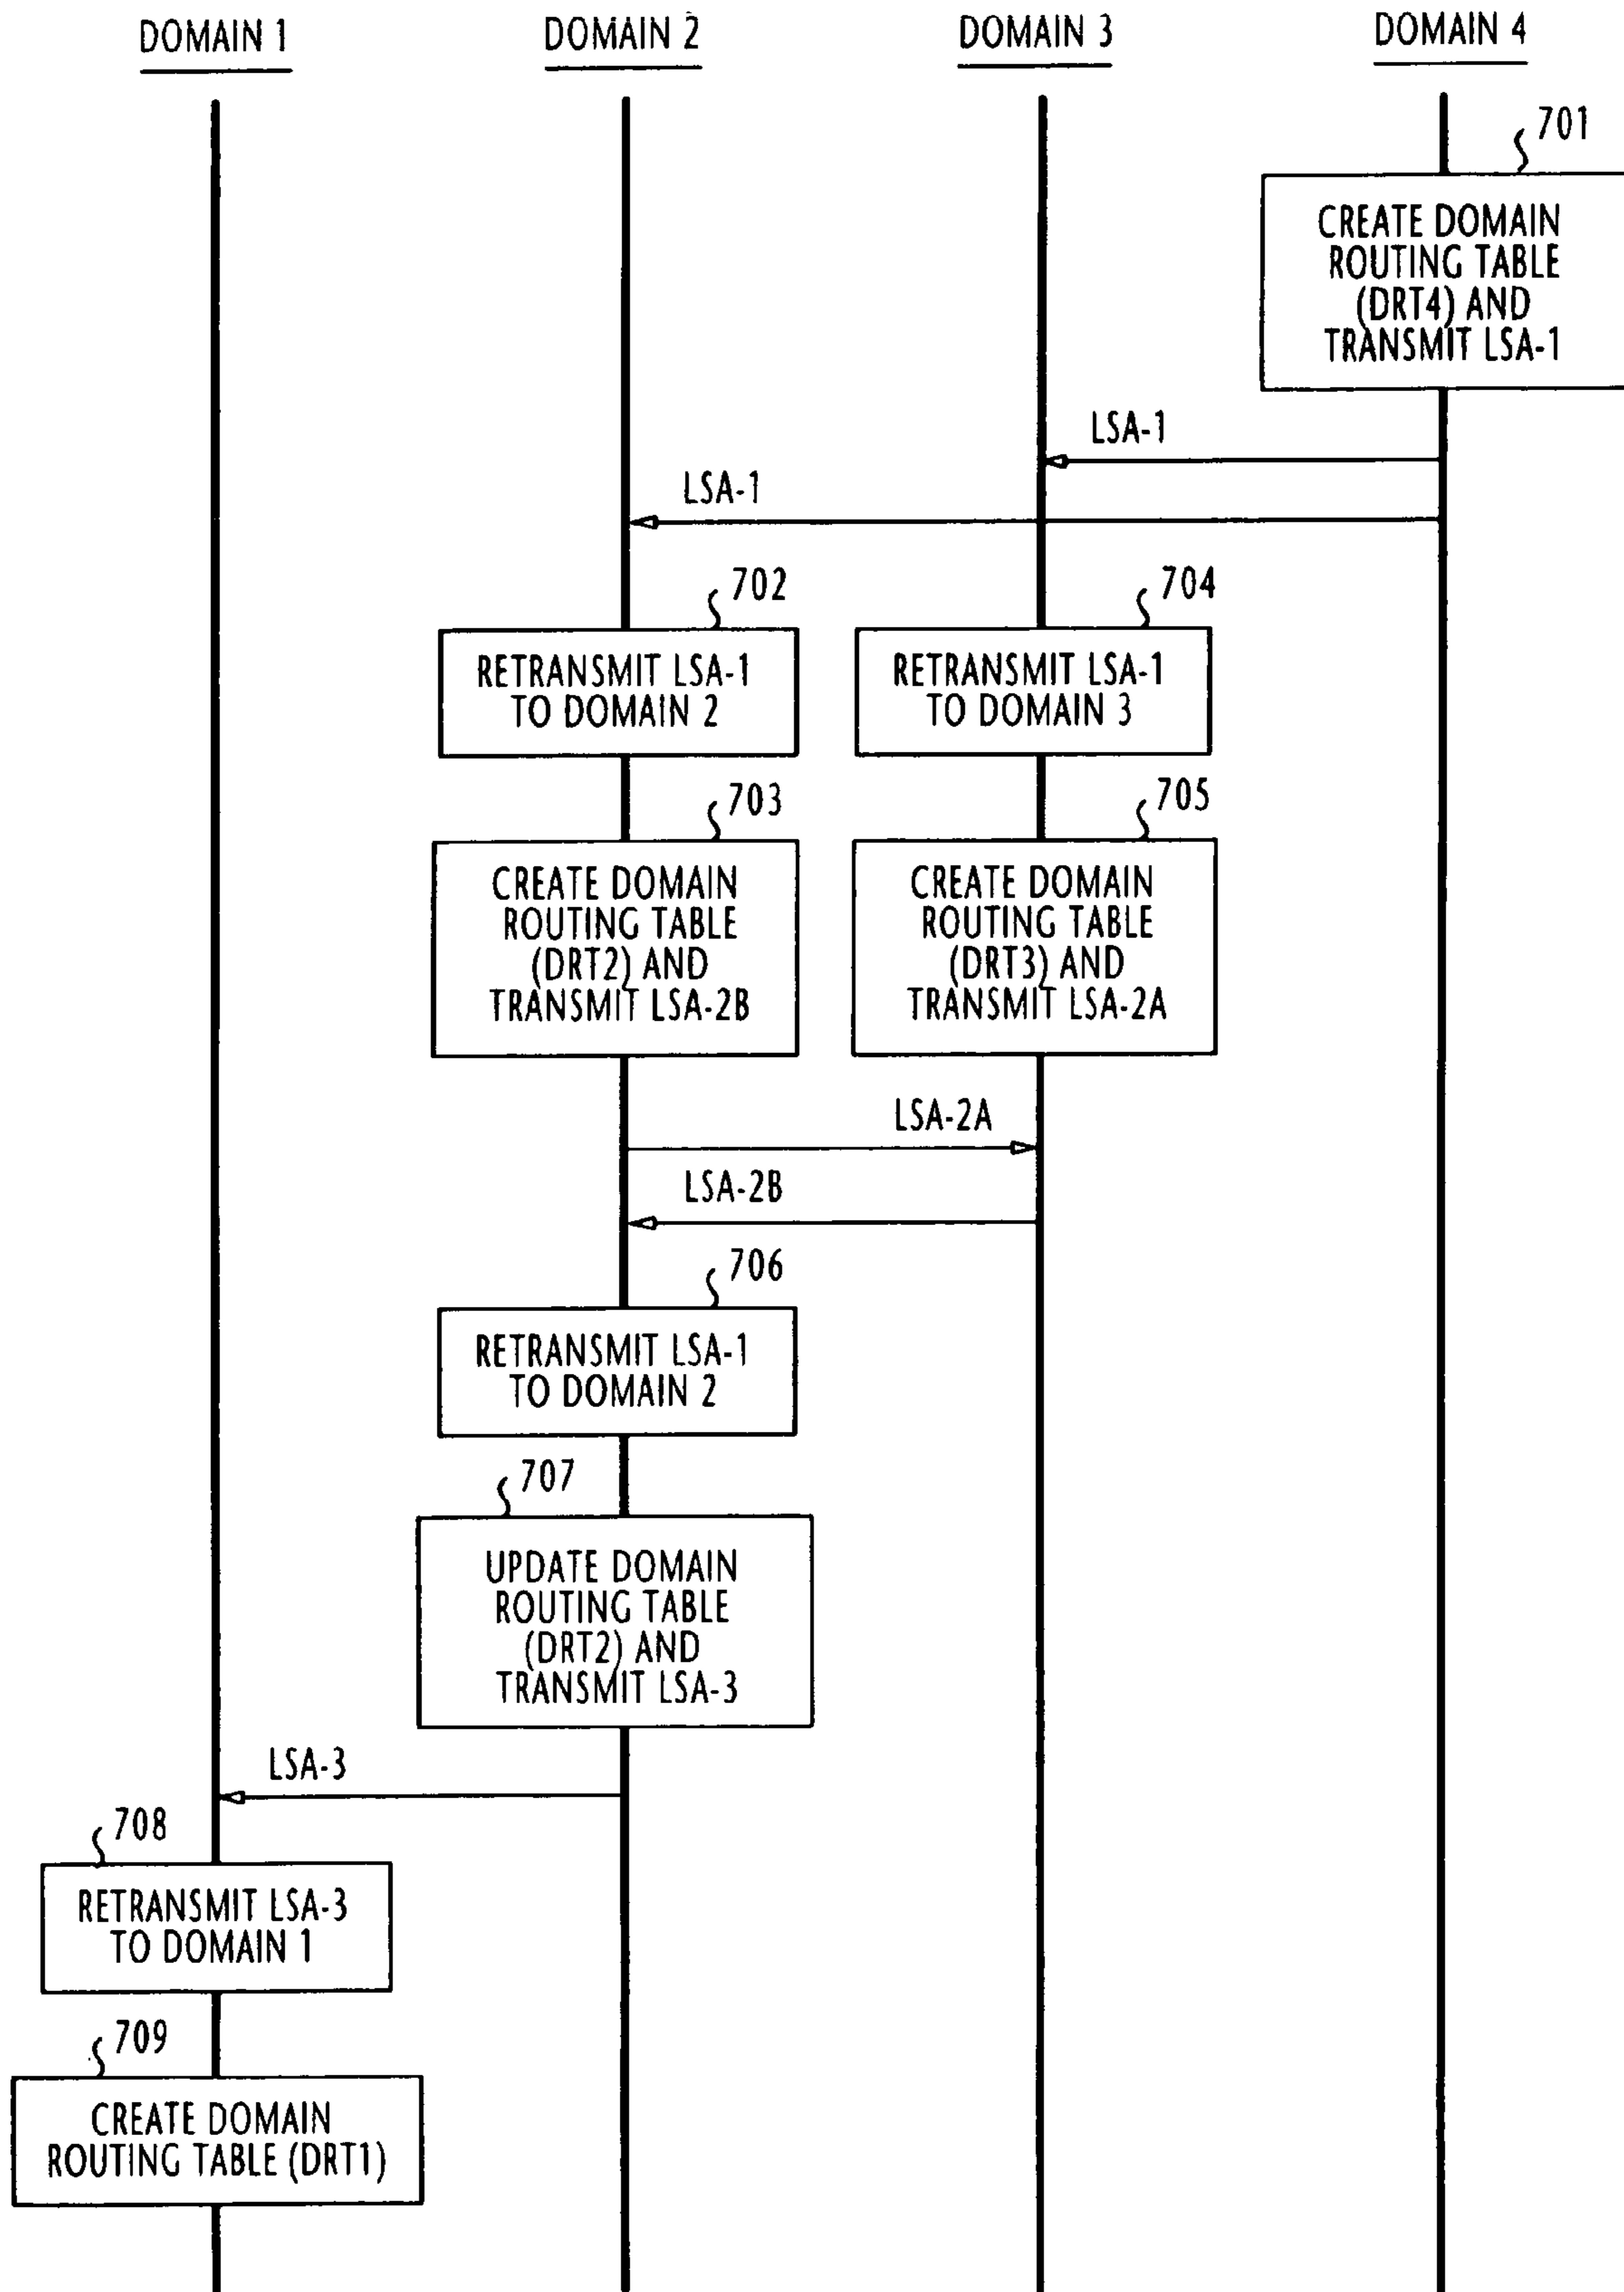 DOMAIN 1
DOMAIN 2
DOMAIN 3
DOMAIN 4
701
CREATE DOMAIN
ROUTING TABLE
(DRT4) AND
TRANSMIT LSA-1
LSA-1
LSA-1
702
RETRANSMIT LSA-1
TO DOMAIN 2
704
RETRANSMIT LSA-1
TO DOMAIN 3
703
CREATE DOMAIN
ROUTING TABLE
(DRT2) AND
TRANSMIT LSA-2B
705
CREATE DOMAIN
ROUTING TABLE
(DRT3) AND
TRANSMIT LSA-2A
LSA-2A
LSA-2B
706
RETRANSMIT LSA-1
TO DOMAIN 2
707
UPDATE DOMAIN
ROUTING TABLE
(DRT2) AND
TRANSMIT LSA-3
LSA-3
708
RETRANSMIT LSA-3
TO DOMAIN 1
709
CREATE DOMAIN
ROUTING TABLE (DRT1)